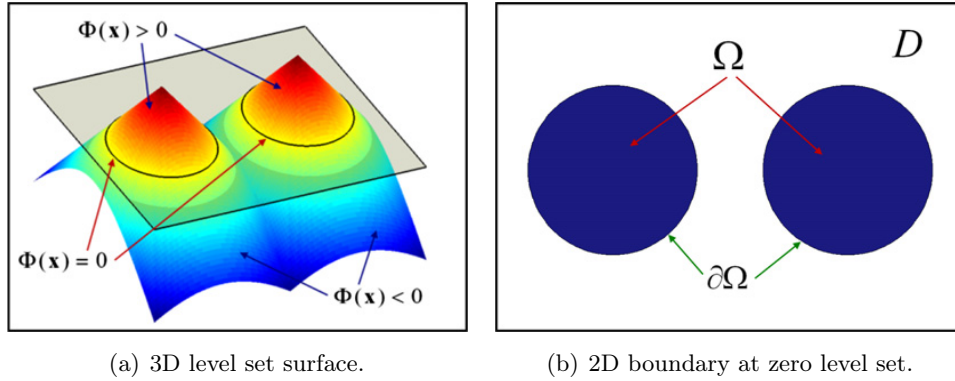 Φ(x) > 0
Φ(x) = 0
Φ(x) < 0
(a) 3D level set surface.
D
Ω
∂Ω
(b) 2D boundary at zero level set.